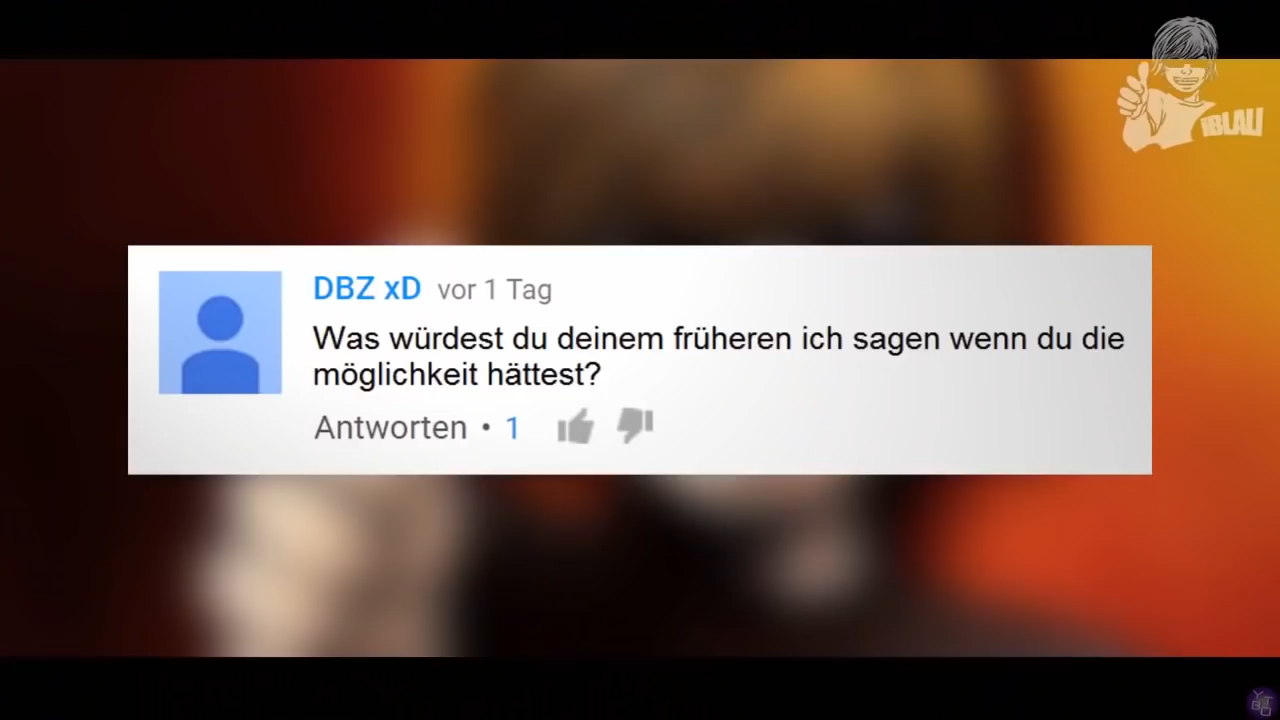 iBLALI
DBZ xD vor 1 Tag
Was würdest du deinem früheren ich sagen wenn du die
möglichkeit hättest?
Antworten • 1